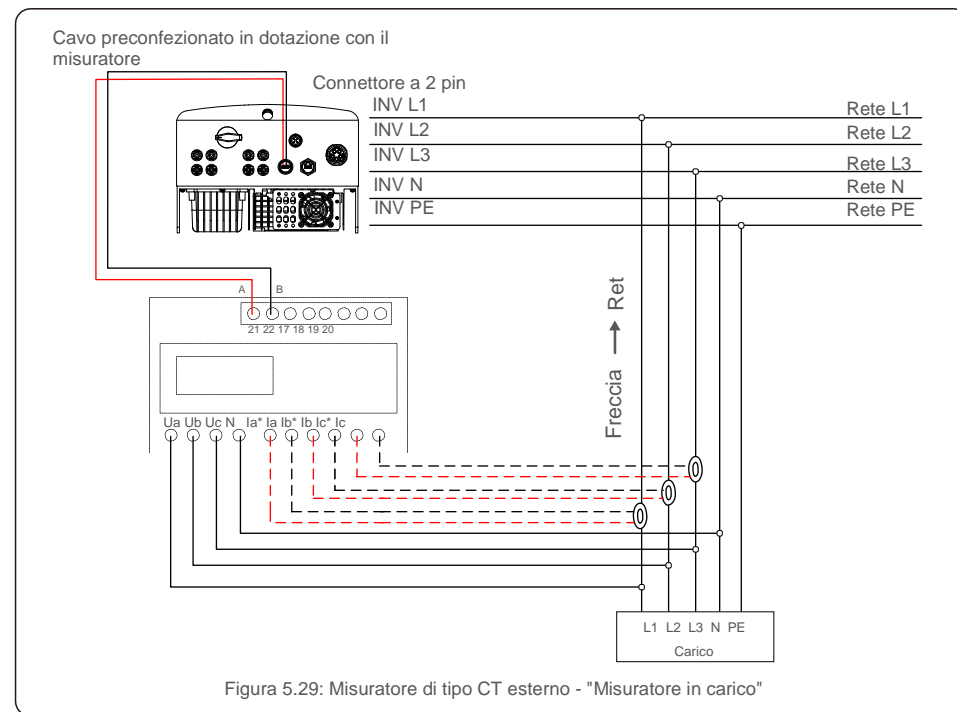 Cavo preconfezionato in dotazione con il
misuratore
Connettore a 2 pin
INV L1
Rete L1
INV L2
Rete L2
INV L3
Rete L3
INV N
Rete N
INV PE
Rete PE
A B
21 22 17 18 19 20
Freccia → Ret
Ua Ub Uc N Ia* Ia Ib* Ib Ic* Ic
L1 L2 L3 N PE
Carico
Figura 5.29: Misuratore di tipo CT esterno - "Misuratore in carico"